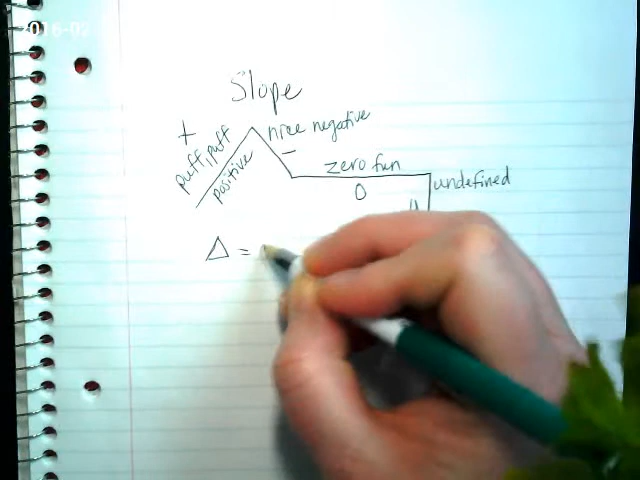 2016-02
Slope
+
puff, puff
positive
nice negative
−
zero fun
0
undefined
Δ =